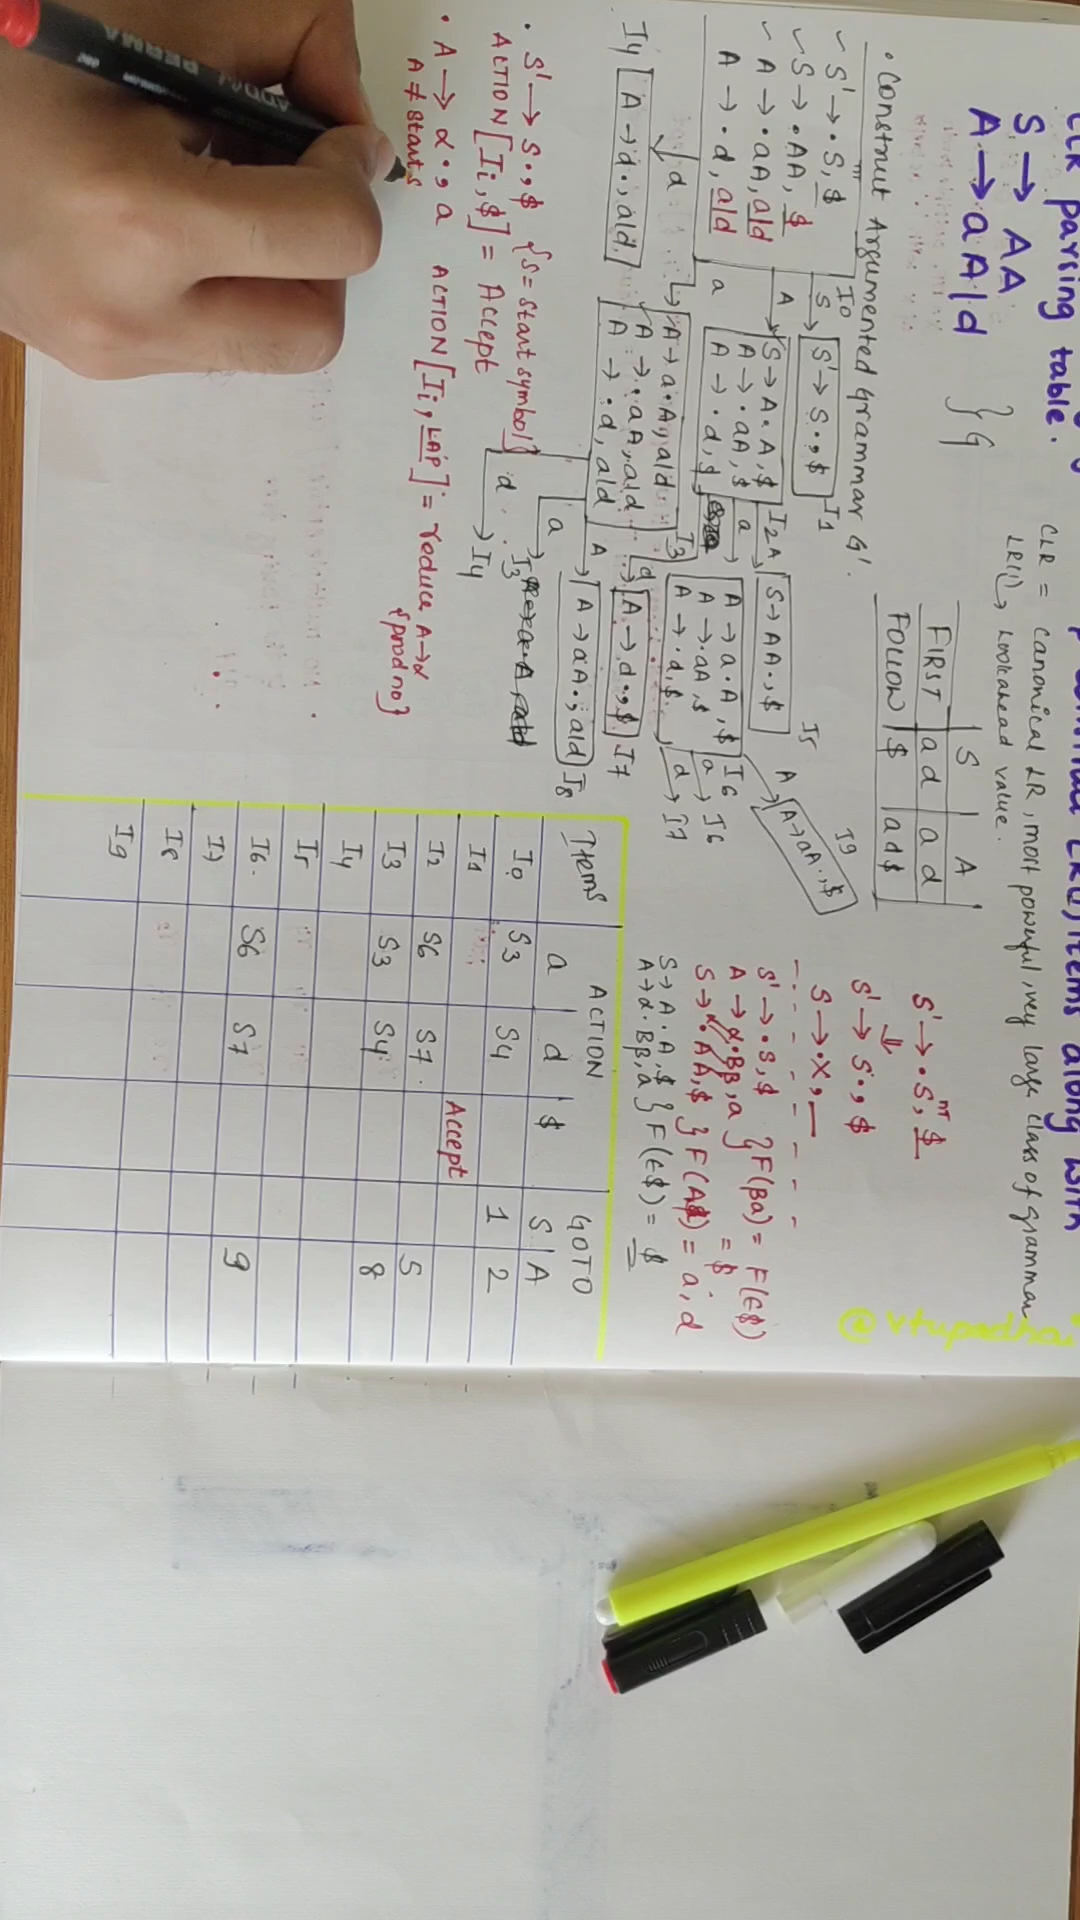 parsing table.
S → AA
A → aA | d } G
CLR = Canonical LR, most powerful, very large class of grammar
LR(1) → Lookahead value.
S A
FIRST a d a d
FOLLOW $ a d $
@vtupadhai
• Construct Argumented Grammar G'.
S' → •S, $
S → •AA, $
A → •aA, a|d
A → •d, a|d
I0
S
S' → S•, $
I1
A
S → A•A, $
A → •aA, $
A → •d, $
I2
A
S → AA•, $
I5
a
A → a•A, $
A → •aA, $
A → •d, $
I6
A
A → aA•, $
I9
a → I6
d → I7
d
A → d•, $
I7
a
A → a•A, a|d
A → •aA, a|d
A → •d, a|d
I3
A
A → aA•, a|d
I8
a
I3
d
I4
d
I4 A → d•, a|d
S' → •S, $
S' → S•, $
S → •X, —
S' → •S, $ } F(βa) = F(ε$)
A → α•Bβ, a = $
S → •AA, $ } F(A$) = a, d
S → A•A, $
A → α•Bβ, a } F(ε$) = $
• S' → S•, $ {S = start symbol}
ACTION[Ii, $] = Accept
• A → α•, a ACTION[Ii, LAP] = reduce A→α
A ≠ start s {prod no}
Items ACTION GOTO
a d $ S A
I0 S3 S4 1 2
I1 Accept
I2 S6 S7 5
I3 S3 S4 8
I4
I5
I6 S6 S7 9
I7
I8
I9